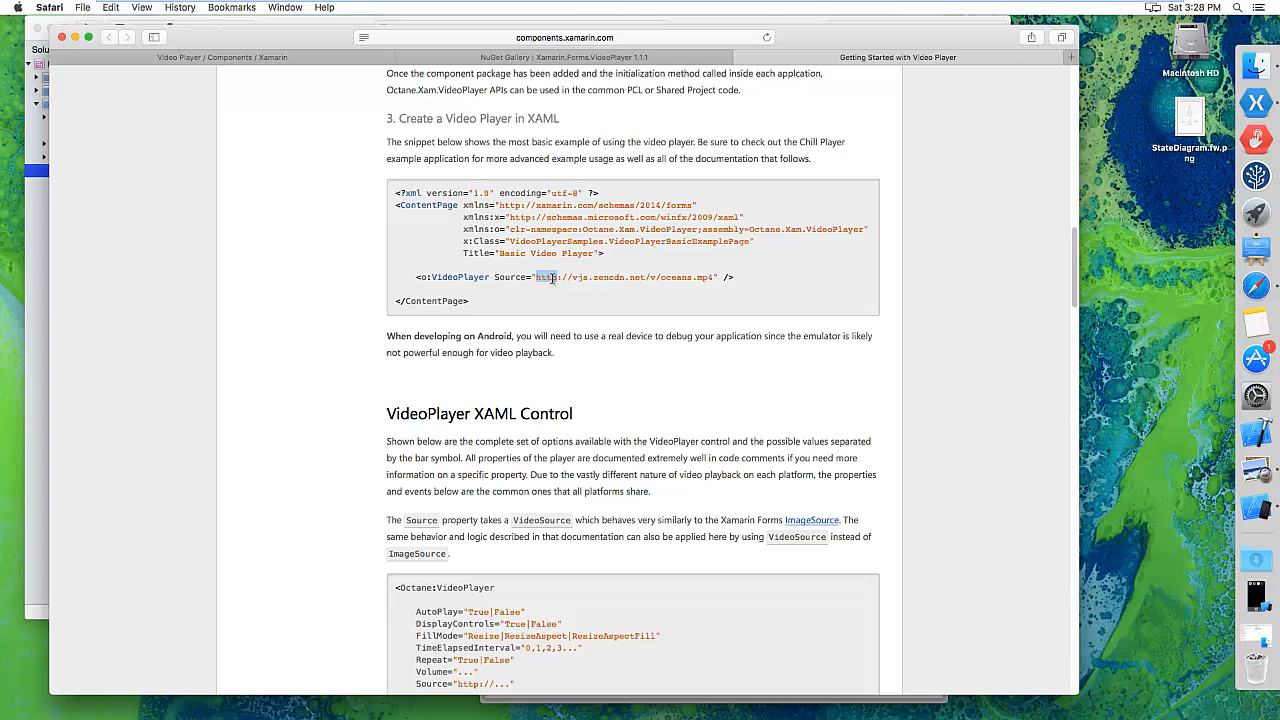 Safari File Edit View History Bookmarks Window Help Sat 3:28 PM
Solu
components.xamarin.com
Video Player / Components / Xamarin
NuGet Gallery | Xamarin.Forms.VideoPlayer 1.1.1
Getting Started with Video Player
Macintosh HD
StateDiagram.fw.p
ng
1
Once the component package has been added and the initialization method called inside each application,
Octane.Xam.VideoPlayer APIs can be used in the common PCL or Shared Project code.
3. Create a Video Player in XAML
The snippet below shows the most basic example of using the video player. Be sure to check out the Chill Player
example application for more advanced example usage as well as all of the documentation that follows.
<?xml version="1.0" encoding="utf-8" ?>
<ContentPage xmlns="http://xamarin.com/schemas/2014/forms"
xmlns:x="http://schemas.microsoft.com/winfx/2009/xaml"
xmlns:o="clr-namespace:Octane.Xam.VideoPlayer;assembly=Octane.Xam.VideoPlayer"
x:Class="VideoPlayerSamples.VideoPlayerBasicExamplePage"
Title="Basic Video Player">
<o:VideoPlayer Source="http://vjs.zencdn.net/v/oceans.mp4" />
</ContentPage>
When developing on Android, you will need to use a real device to debug your application since the emulator is likely
not powerful enough for video playback.
VideoPlayer XAML Control
Shown below are the complete set of options available with the VideoPlayer control and the possible values separated
by the bar symbol. All properties of the player are documented extremely well in code comments if you need more
information on a specific property. Due to the vastly different nature of video playback on each platform, the properties
and events below are the common ones that all platforms share.
The Source property takes a VideoSource which behaves very similarly to the Xamarin Forms ImageSource. The
same behavior and logic described in that documentation can also be applied here by using VideoSource instead of
ImageSource.
<Octane:VideoPlayer
AutoPlay="True|False"
DisplayControls="True|False"
FillMode="Resize|ResizeAspect|ResizeAspectFill"
TimeElapsedInterval="0,1,2,3..."
Repeat="True|False"
Volume="..."
Source="http://..."